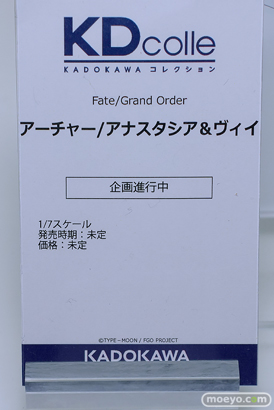 KDcolle
KADOKAWA コレクション
Fate/Grand Order
アーチャー/アナスタシア&ヴィイ
企画進行中
1/7スケール
発売時期：未定
価格：未定
©TYPE-MOON / FGO PROJECT
KADOKAWA
moeyo.com